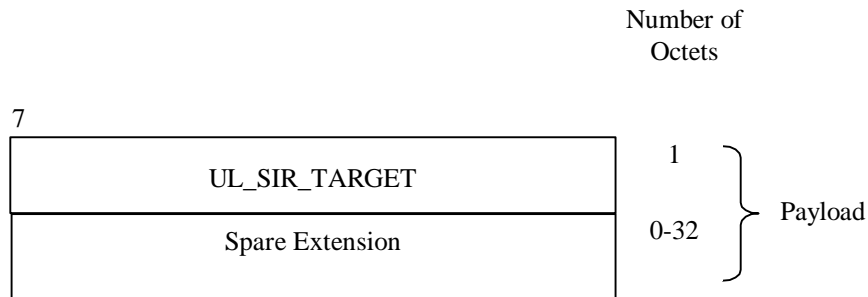 Number of
Octets
7
UL_SIR_TARGET
1
Spare Extension
0-32
Payload